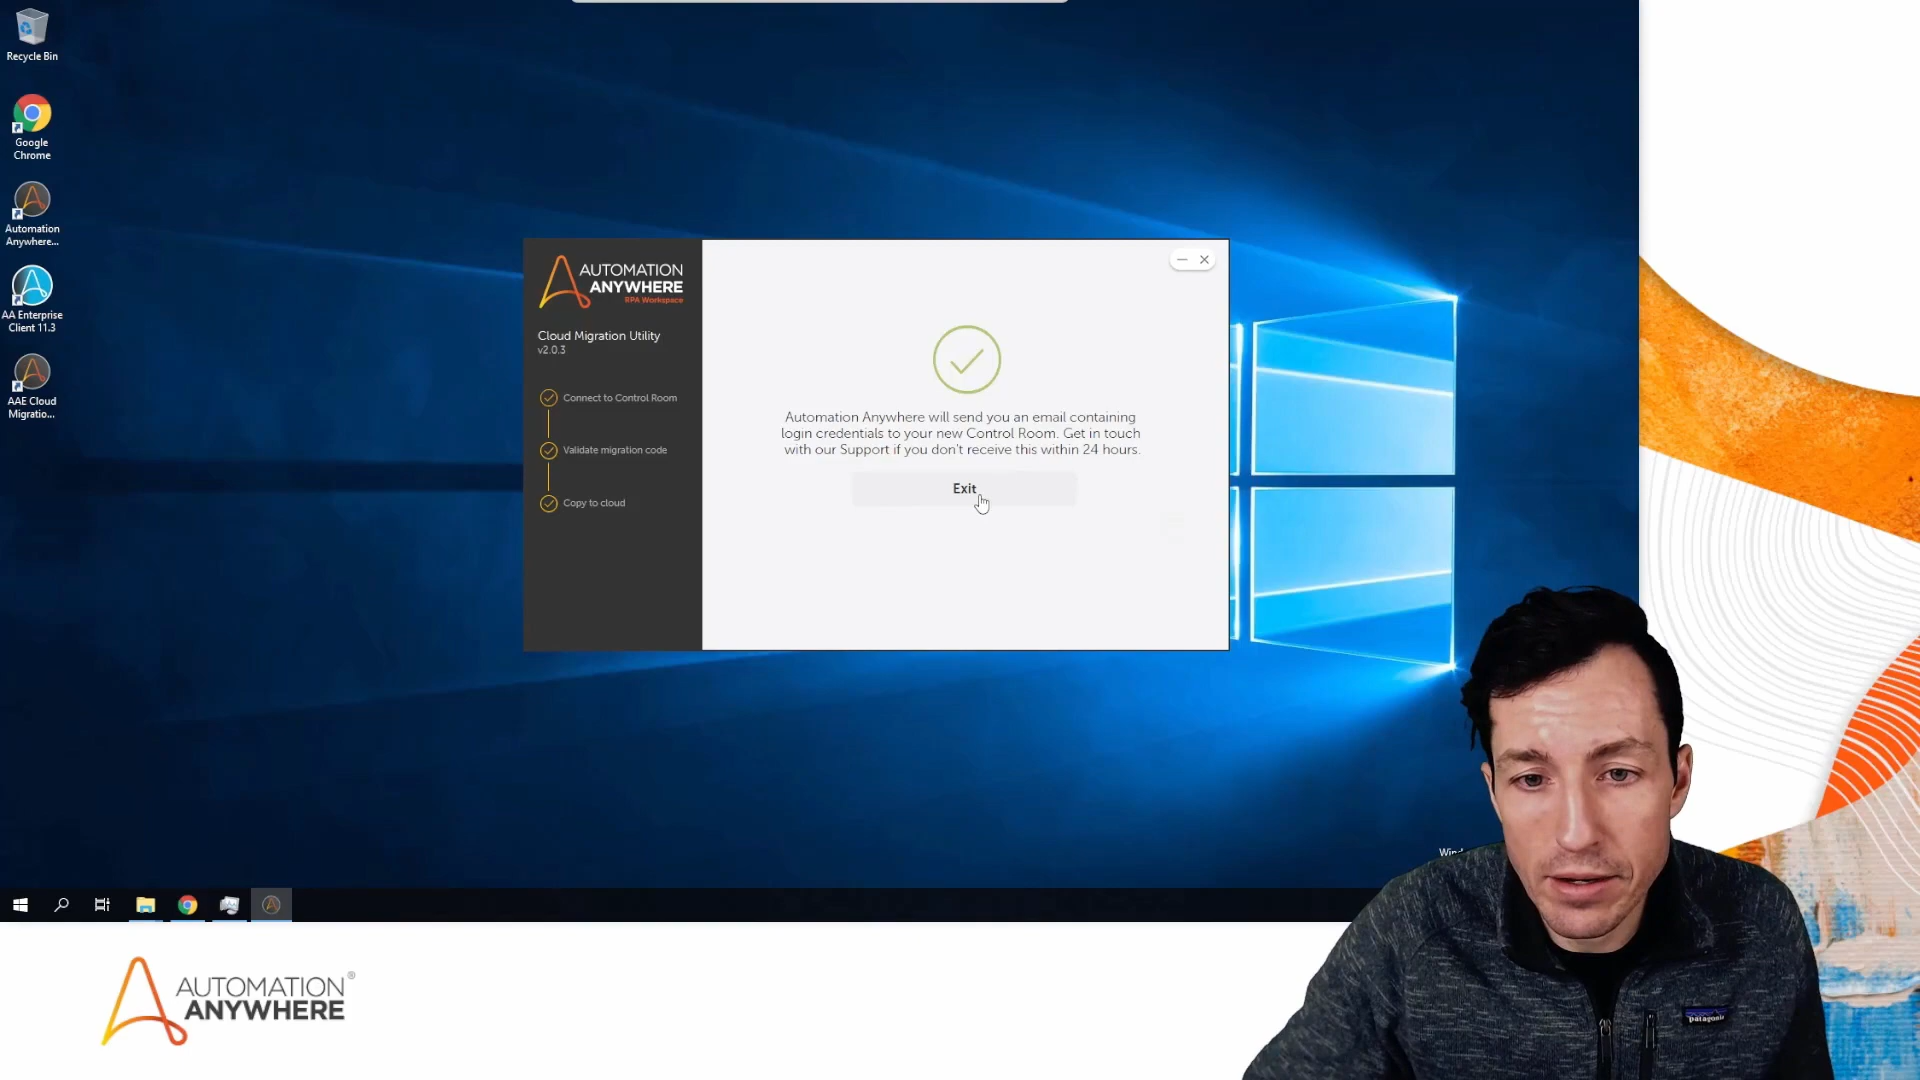 Recycle Bin
Google
Chrome
Automation
Anywhere...
AA Enterprise
Client 11.3
AAE Cloud
Migratio...
AUTOMATION
ANYWHERE
RPA Workspace
Cloud Migration Utility
v2.0.3
Connect to Control Room
Validate migration code
Copy to cloud
Automation Anywhere will send you an email containing
login credentials to your new Control Room. Get in touch
with our Support if you don't receive this within 24 hours.
Exit
AUTOMATION®
ANYWHERE
patagonia